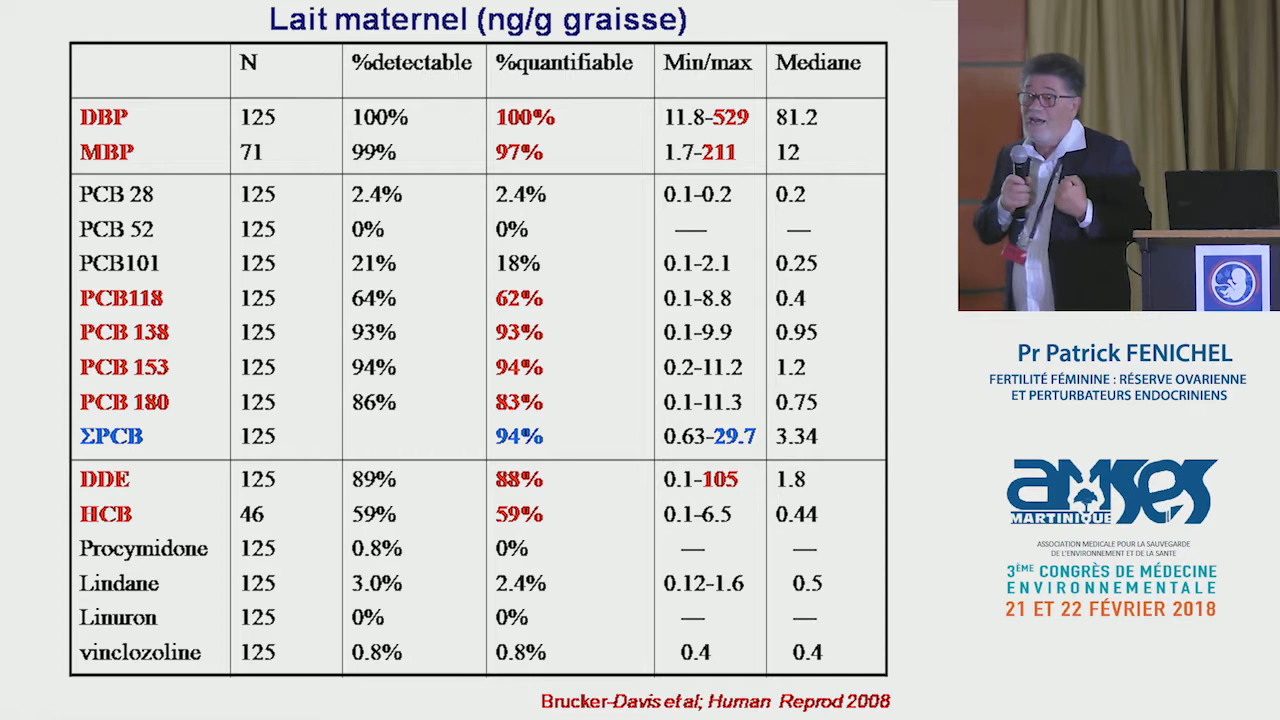 Lait maternel (ng/g graisse)
N %detectable %quantifiable Min/max Mediane
DBP 125 100% 100% 11.8-529 81.2
MBP 71 99% 97% 1.7-211 12
PCB 28 125 2.4% 2.4% 0.1-0.2 0.2
PCB 52 125 0% 0% — —
PCB101 125 21% 18% 0.1-2.1 0.25
PCB118 125 64% 62% 0.1-8.8 0.4
PCB 138 125 93% 93% 0.1-9.9 0.95
PCB 153 125 94% 94% 0.2-11.2 1.2
PCB 180 125 86% 83% 0.1-11.3 0.75
ΣPCB 125 94% 0.63-29.7 3.34
DDE 125 89% 88% 0.1-105 1.8
HCB 46 59% 59% 0.1-6.5 0.44
Procymidone 125 0.8% 0% — —
Lindane 125 3.0% 2.4% 0.12-1.6 0.5
Linuron 125 0% 0% — —
vinclozoline 125 0.8% 0.8% 0.4 0.4
Brucker-Davis et al; Human Reprod 2008
Pr Patrick FENICHEL
FERTILITÉ FÉMININE : RÉSERVE OVARIENNE
ET PERTURBATEURS ENDOCRINIENS
AMSES
MARTINIQUE
ASSOCIATION MEDICALE POUR LA SAUVEGARDE
DE L'ENVIRONNEMENT ET DE LA SANTE
3ÈME CONGRÈS DE MÉDECINE
ENVIRONNEMENTALE
21 ET 22 FÉVRIER 2018